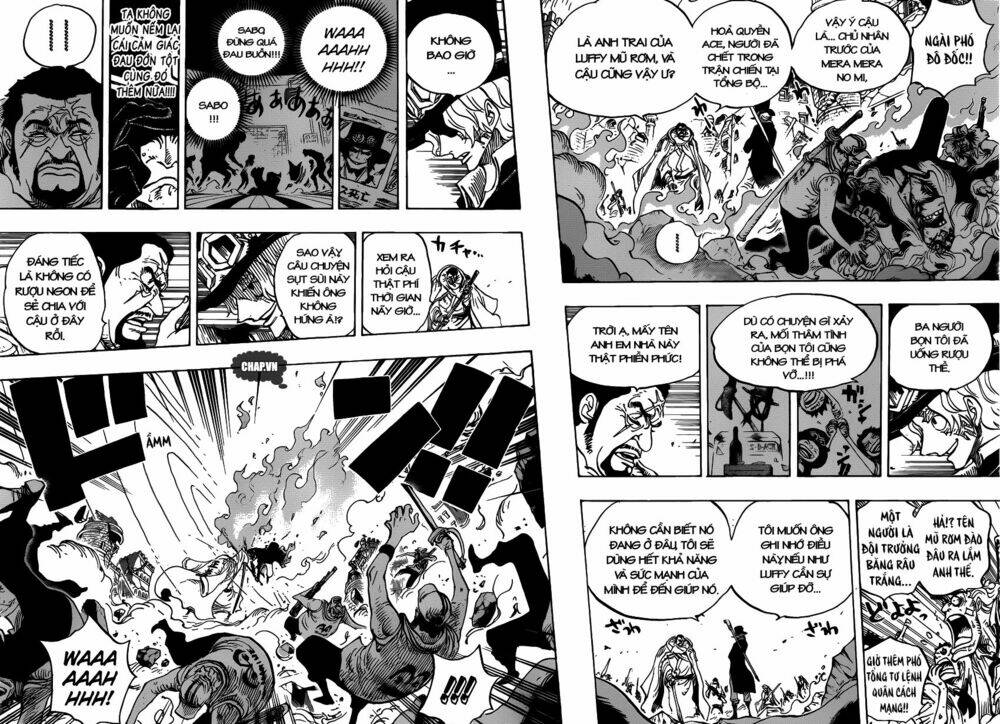 NGÀI PHÓ
ĐÔ ĐỐC!!
VẬY Ý CẬU
LÀ... CHỦ NHÂN
TRƯỚC CỦA
MERA MERA
NO MI,
HOẢ QUYỀN
ACE, NGƯỜI ĐÃ
CHẾT TRONG
TRẬN CHIẾN TẠI
TỔNG BỘ...
LÀ ANH TRAI CỦA
LUFFY MŨ RƠM, VÀ
CẬU CŨNG VẬY Ư?
BA NGƯỜI
BỌN TÔI ĐÃ
UỐNG RƯỢU
THỀ.
DÙ CÓ CHUYỆN GÌ XẢY
RA, MỐI THÂM TÌNH
CỦA BỌN TÔI CŨNG
KHÔNG THỂ BỊ PHÁ
VỠ...!!!
TRỜI Ạ, MẤY TÊN
ANH EM NHÀ NÀY
THẬT PHIỀN PHỨC!
HẢ!? TÊN
MŨ RƠM ĐÀO
ĐÂU RA LẮM
ANH THẾ.
MỘT
NGƯỜI LÀ ĐỘI
TRƯỞNG
BĂNG RÂU
TRẮNG...
GIỜ THÊM PHÓ
TỔNG TƯ LỆNH
QUÂN CÁCH
MẠNG!!
TÔI MUỐN ÔNG
GHI NHỚ ĐIỀU
NÀY, NẾU NHƯ
LUFFY CẦN SỰ
GIÚP ĐỠ...
KHÔNG CẦN BIẾT NÓ
ĐANG Ở ĐÂU, TÔI SẼ
DÙNG HẾT KHẢ NĂNG
VÀ SỨC MẠNH CỦA
MÌNH ĐỂ ĐẾN GIÚP NÓ.
ざわ
ざわ
KHÔNG
BAO GIỜ
...
WAAA
AAAHH
HH!!
SABO
ĐỪNG QUÁ
ĐAU BUỒN!!!
SABO
!!!
TA KHÔNG
MUỐN NẾM LẠI
CÁI CẢM GIÁC
ĐAU ĐỚN TỘT
CÙNG ĐÓ
THÊM NỮA!!!!
XEM RA
HỎI CẬU
THẬT PHÍ
THỜI GIAN
NÃY GIỜ...
SAO VẬY
CÂU CHUYỆN
SỤT SÙI NÀY
KHIẾN ÔNG
KHÔNG
HỨNG Á!?
ĐÁNG TIẾC
LÀ KHÔNG CÓ
RƯỢU NGON ĐỂ
SẺ CHIA VỚI
CẬU Ở ĐÂY
RỒI.
CHAP.VN
ẦMM
WAAA
AAAH
HHH!
!!!